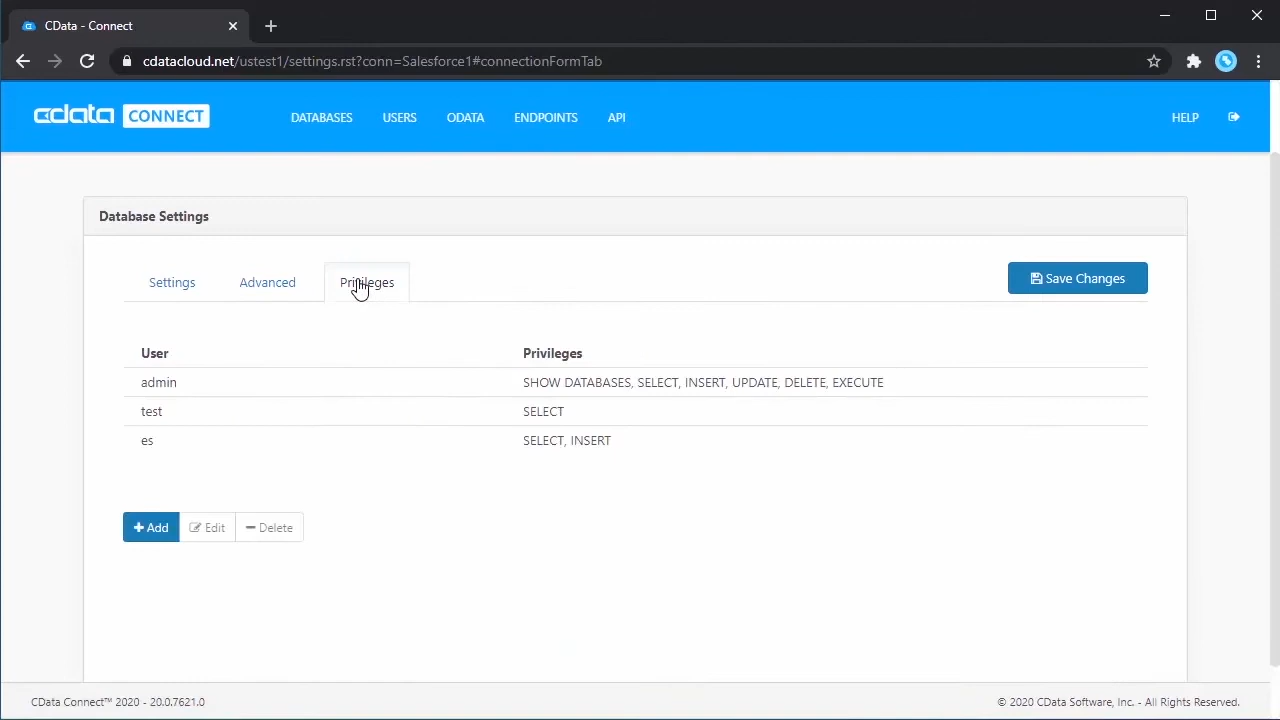 CData - Connect
cdatacloud.net/ustest1/settings.rst?conn=Salesforce1#connectionFormTab
cdata CONNECT
DATABASES
USERS
ODATA
ENDPOINTS
API
HELP
Database Settings
Settings
Advanced
Privileges
Save Changes
User Privileges
admin SHOW DATABASES, SELECT, INSERT, UPDATE, DELETE, EXECUTE
test SELECT
es SELECT, INSERT
Add
Edit
Delete
CData Connect™ 2020 - 20.0.7621.0
© 2020 CData Software, Inc. - All Rights Reserved.